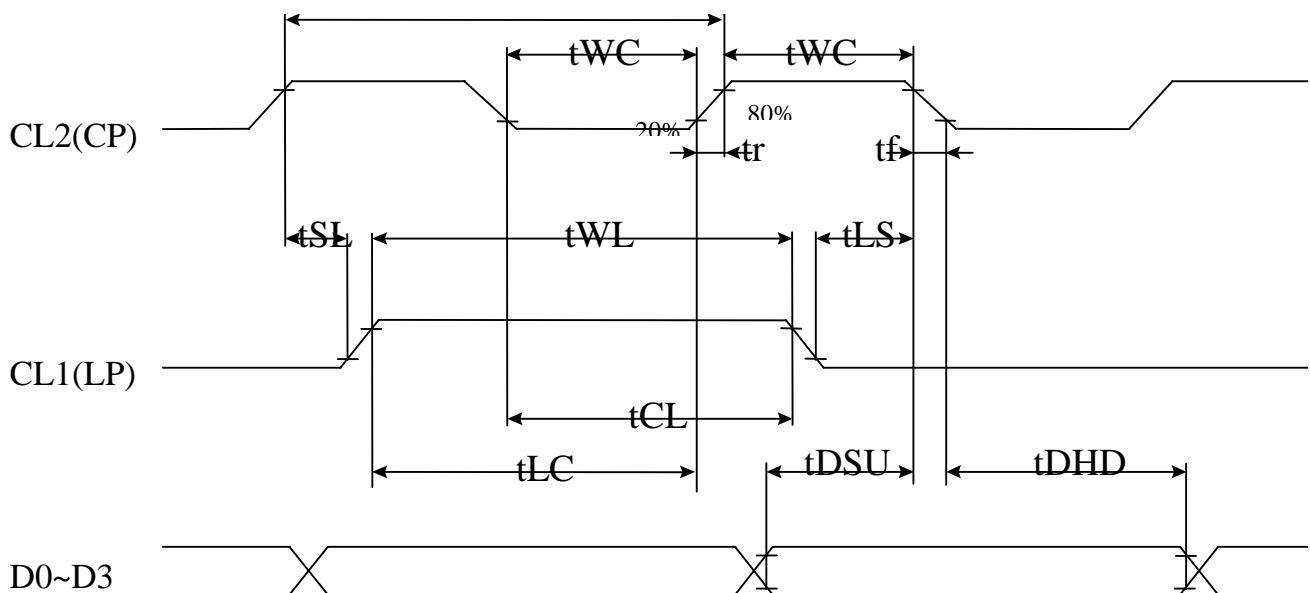 tWC tWC
CL2(CP) 20% 80%
tr tf
tSL tWL tLS
CL1(LP)
tCL
tLC tDSU tDHD
D0~D3